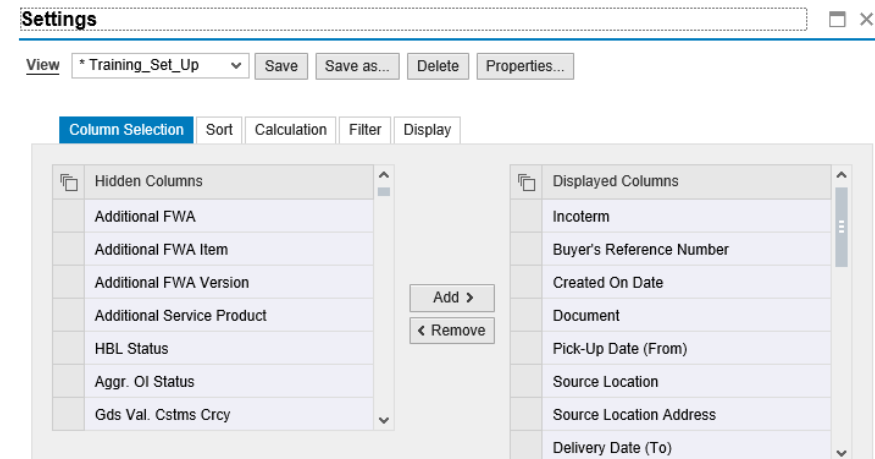 Settings
View * Training_Set_Up Save Save as... Delete Properties...
Column Selection Sort Calculation Filter Display
Hidden Columns
Additional FWA
Additional FWA Item
Additional FWA Version
Additional Service Product
HBL Status
Aggr. OI Status
Gds Val. Cstms Crcy
Add
Remove
Displayed Columns
Incoterm
Buyer's Reference Number
Created On Date
Document
Pick-Up Date (From)
Source Location
Source Location Address
Delivery Date (To)